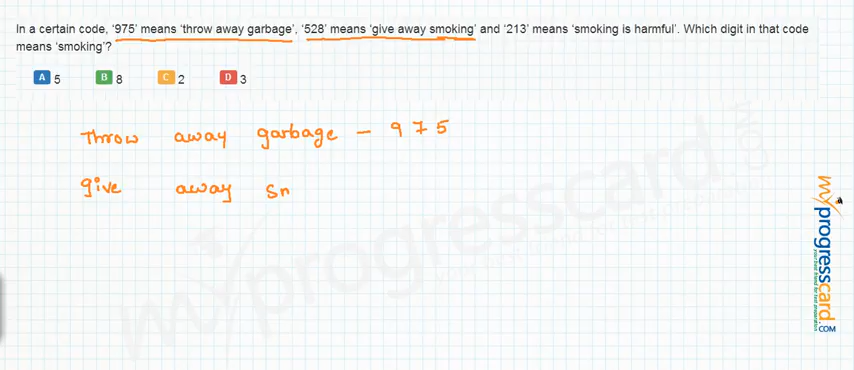 In a certain code, ‘975’ means ‘throw away garbage’, ‘528’ means ‘give away smoking’ and ‘213’ means ‘smoking is harmful’. Which digit in that code
means ‘smoking’?
A 5 B 8 C 2 D 3
Throw away garbage – 975
give away sm
myprogresscard.COM